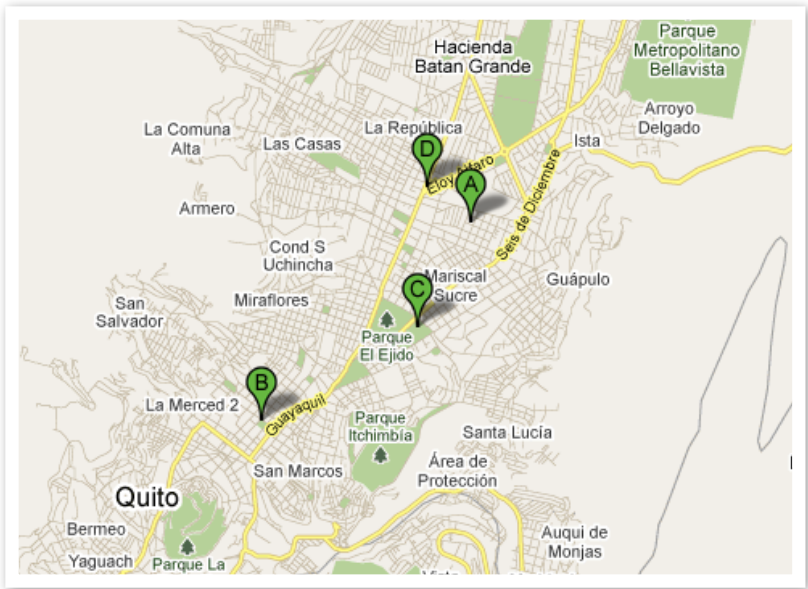 Parque
Metropolitano
Bellavista
Hacienda
Batan Grande
Arroyo
Delgado
La Comuna
Alta
Las Casas
La República
Ista
D
Eloy Alfaro
A
Seis de Diciembre
Armero
Cond S
Uchincha
Mariscal
Sucre
Guápulo
C
San
Salvador
Miraflores
Parque
El Ejido
B
La Merced 2
Guayaquil
Parque
Itchimbía
Santa Lucía
San Marcos
Área de
Protección
Quito
Bermeo
Auqui de
Monjas
Yaguach
Parque La